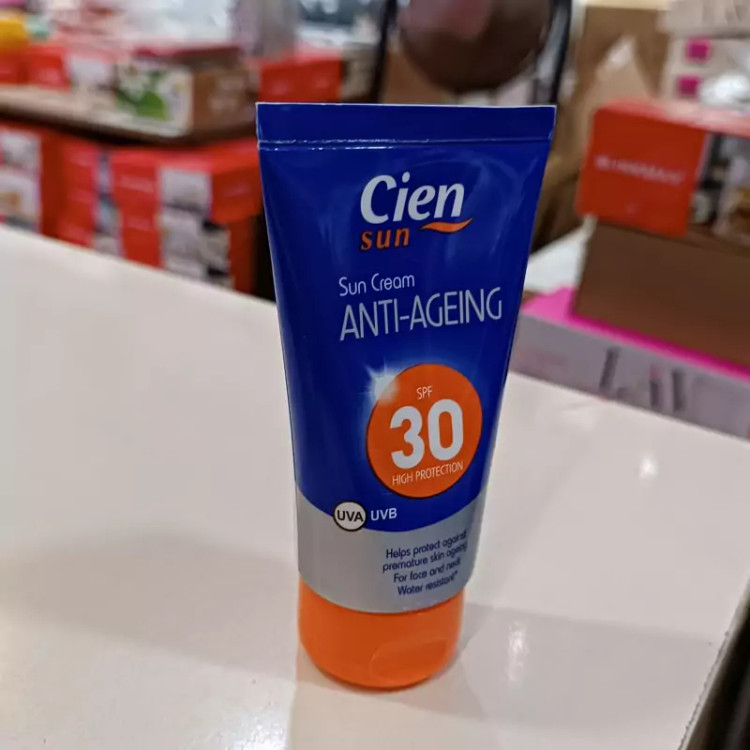 Cien
sun
Sun Cream
ANTI-AGEING
SPF
30
HIGH PROTECTION
UVA UVB
Helps protect against
premature skin ageing
For face and neck
Water resistant*